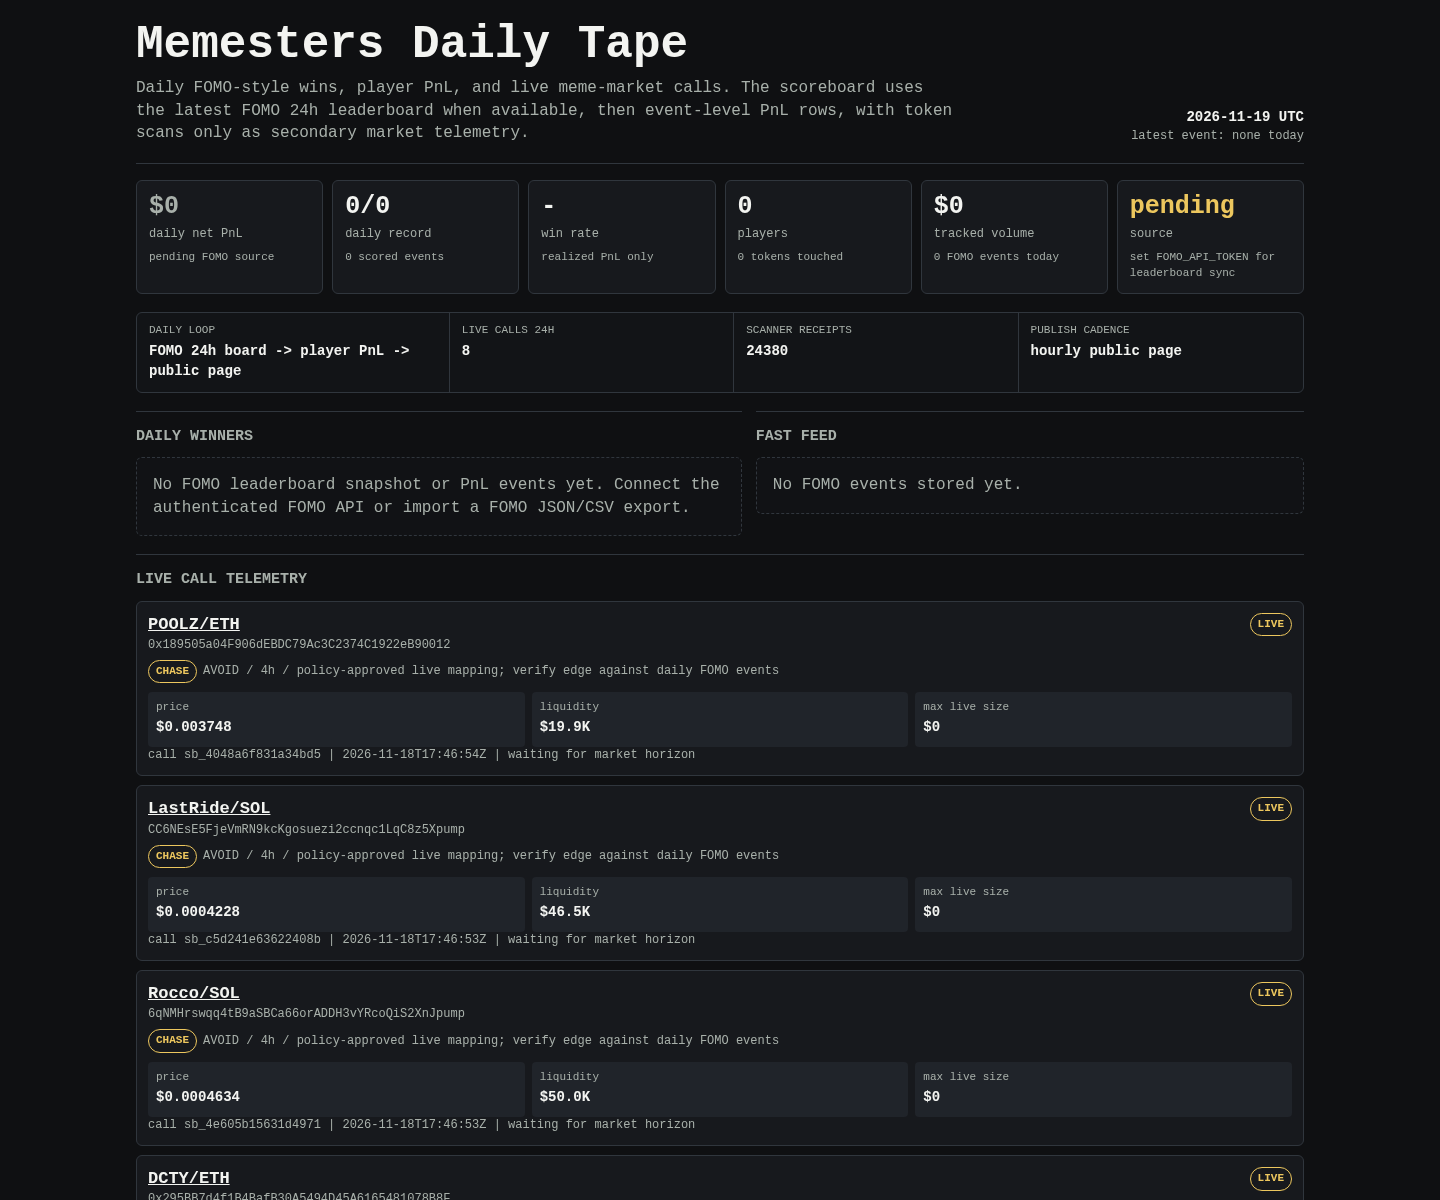 Memesters Daily Tape
Daily FOMO-style wins, player PnL, and live meme-market calls. The scoreboard uses
the latest FOMO 24h leaderboard when available, then event-level PnL rows, with token
scans only as secondary market telemetry.
2026-11-19 UTC
latest event: none today
$0
daily net PnL
pending FOMO source
0/0
daily record
0 scored events
-
win rate
realized PnL only
0
players
0 tokens touched
$0
tracked volume
0 FOMO events today
pending
source
set FOMO_API_TOKEN for
leaderboard sync
DAILY LOOP
FOMO 24h board -> player PnL ->
public page
LIVE CALLS 24H
8
SCANNER RECEIPTS
24380
PUBLISH CADENCE
hourly public page
DAILY WINNERS
No FOMO leaderboard snapshot or PnL events yet. Connect the
authenticated FOMO API or import a FOMO JSON/CSV export.
FAST FEED
No FOMO events stored yet.
LIVE CALL TELEMETRY
POOLZ/ETH
LIVE
0x189505a04F906dEBDC79Ac3C2374C1922eB90012
CHASE AVOID / 4h / policy-approved live mapping; verify edge against daily FOMO events
price
$0.003748
liquidity
$19.9K
max live size
$0
call sb_4048a6f831a34bd5 | 2026-11-18T17:46:54Z | waiting for market horizon
LastRide/SOL
LIVE
CC6NEsE5FjeVmRN9kcKgosuezi2ccnqc1LqC8z5Xpump
CHASE AVOID / 4h / policy-approved live mapping; verify edge against daily FOMO events
price
$0.0004228
liquidity
$46.5K
max live size
$0
call sb_c5d241e63622408b | 2026-11-18T17:46:53Z | waiting for market horizon
Rocco/SOL
LIVE
6qNMHrswqq4tB9aSBCa66orADDH3vYRcoQiS2XnJpump
CHASE AVOID / 4h / policy-approved live mapping; verify edge against daily FOMO events
price
$0.0004634
liquidity
$50.0K
max live size
$0
call sb_4e605b15631d4971 | 2026-11-18T17:46:53Z | waiting for market horizon
DCTY/ETH
LIVE